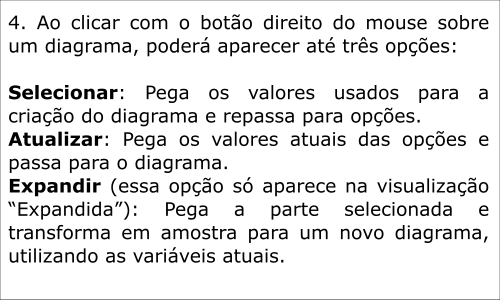 4. Ao clicar com o botão direito do mouse sobre
um diagrama, poderá aparecer até três opções:
Selecionar: Pega os valores usados para a
criação do diagrama e repassa para opções.
Atualizar: Pega os valores atuais das opções e
passa para o diagrama.
Expandir (essa opção só aparece na visualização
“Expandida”): Pega a parte selecionada e
transforma em amostra para um novo diagrama,
utilizando as variáveis atuais.